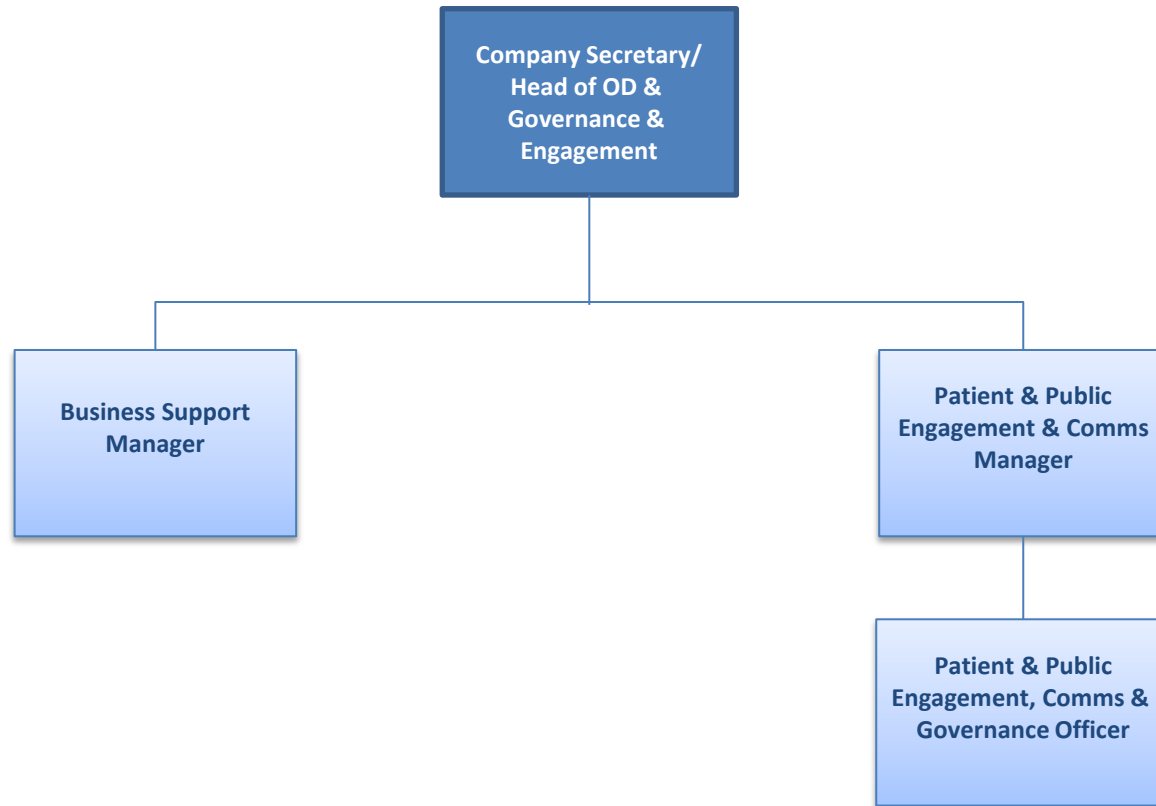 Company Secretary/
Head of OD &
Governance &
Engagement
Business Support
Manager
Patient & Public
Engagement & Comms
Manager
Patient & Public
Engagement, Comms &
Governance Officer